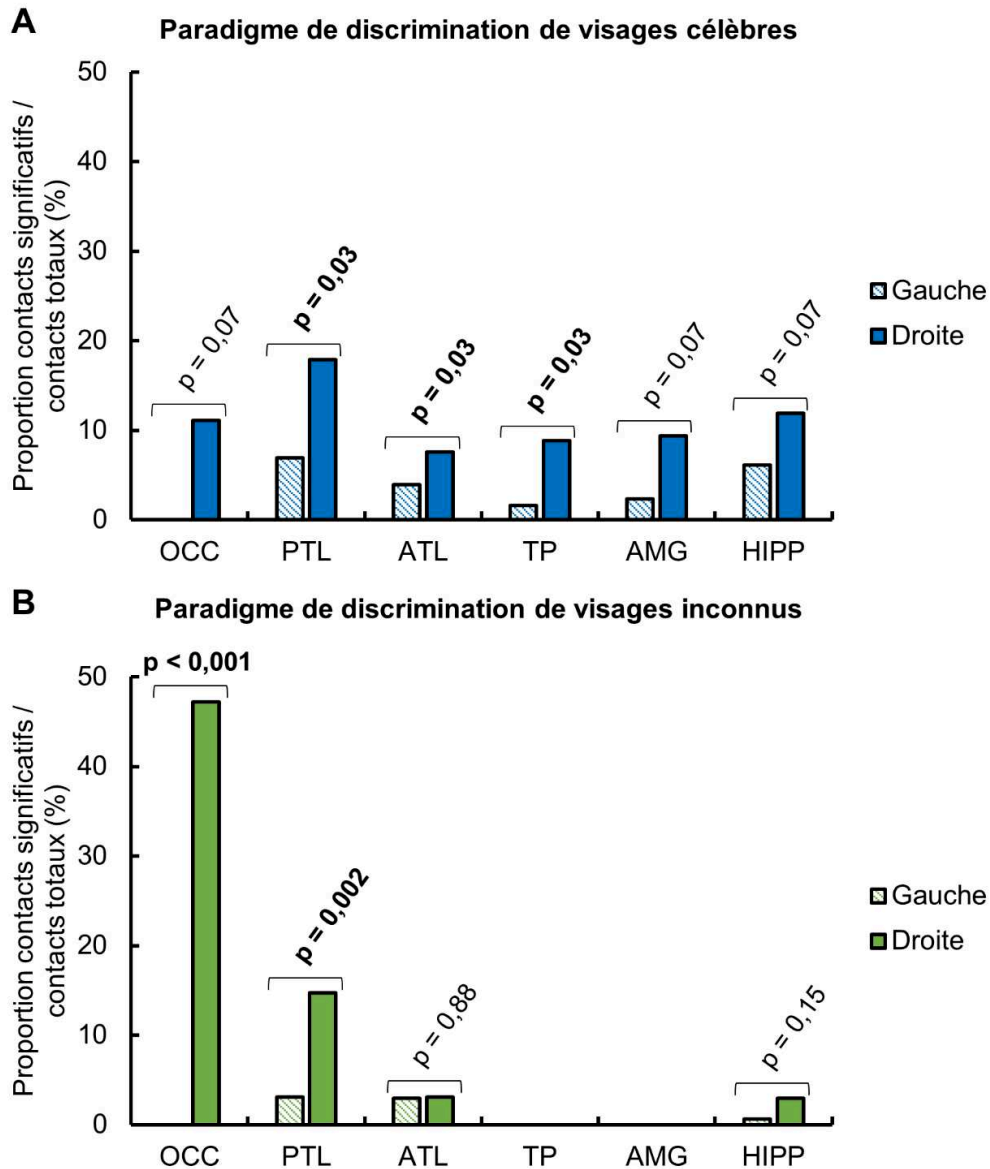 A
Paradigme de discrimination de visages célèbres
Proportion contacts significatifs /
contacts totaux (%)
50
40
30
20
10
0
p = 0,07
p = 0,03
p = 0,03
p = 0,03
p = 0,07
p = 0,07
Gauche
Droite
OCC PTL ATL TP AMG HIPP
B
Paradigme de discrimination de visages inconnus
Proportion contacts significatifs /
contacts totaux (%)
50
40
30
20
10
0
p < 0,001
p = 0,002
p = 0,88
p = 0,15
Gauche
Droite
OCC PTL ATL TP AMG HIPP